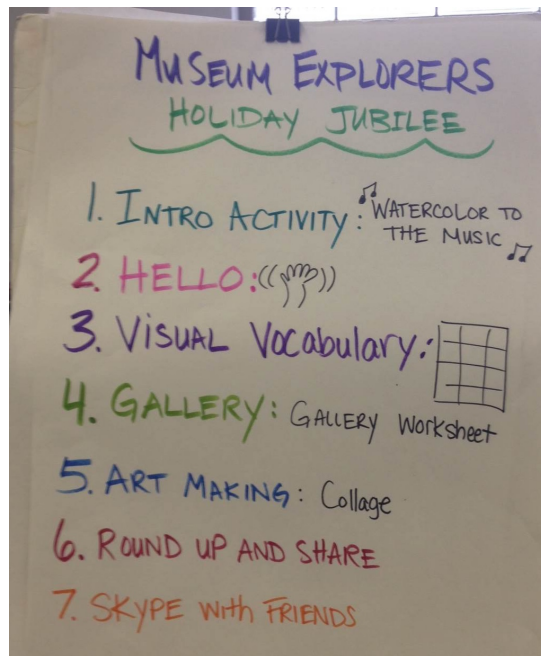 MUSEUM EXPLORERS
HOLIDAY JUBILEE
1. INTRO ACTIVITY: WATERCOLOR TO
THE MUSIC
2. HELLO:
3. VISUAL Vocabulary:
4. GALLERY: GALLERY Worksheet
5. ART MAKING: Collage
6. ROUND UP AND SHARE
7. SKYPE with FRIENDS